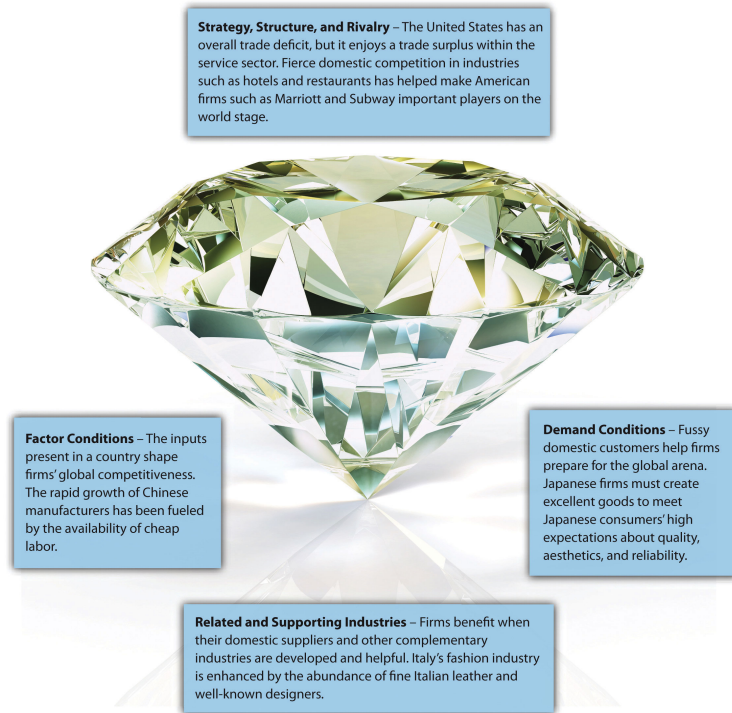 Strategy, Structure, and Rivalry – The United States has an
overall trade deficit, but it enjoys a trade surplus within the
service sector. Fierce domestic competition in industries
such as hotels and restaurants has helped make American
firms such as Marriott and Subway important players on the
world stage.
Factor Conditions – The inputs
present in a country shape
firms’ global competitiveness.
The rapid growth of Chinese
manufacturers has been fueled
by the availability of cheap
labor.
Demand Conditions – Fussy
domestic customers help firms
prepare for the global arena.
Japanese firms must create
excellent goods to meet
Japanese consumers’ high
expectations about quality,
aesthetics, and reliability.
Related and Supporting Industries – Firms benefit when
their domestic suppliers and other complementary
industries are developed and helpful. Italy’s fashion industry
is enhanced by the abundance of fine Italian leather and
well-known designers.